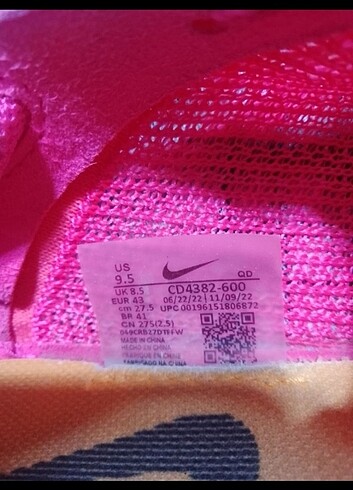 US
9.5
QD
UK 8.5
CD4382-600
EUR 43
06/22/22 | 11/09/22
cm 27.5
UPC 00196151806872
BR 41
CN 275(2.5)
MADE IN CHINA
HECHO EN CHINA
FABRIQUE EN CHINE
FABRICADO NA CHINA